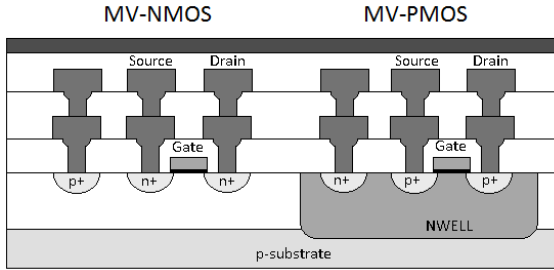 MV-NMOS MV-PMOS
Source Drain Source Drain
Gate Gate
p+ n+ n+ p+ p+ p+
NWELL
p-substrate